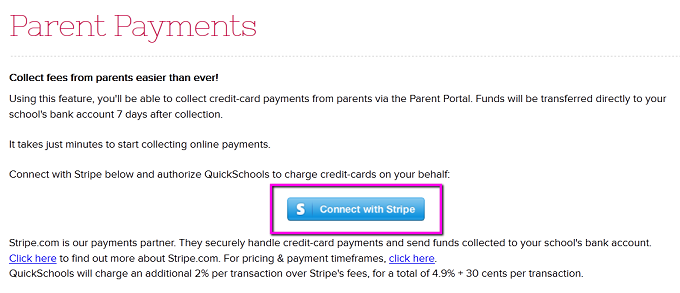 Parent Payments
Collect fees from parents easier than ever!
Using this feature, you'll be able to collect credit-card payments from parents via the Parent Portal. Funds will be transferred directly to your
school's bank account 7 days after collection.
It takes just minutes to start collecting online payments.
Connect with Stripe below and authorize QuickSchools to charge credit-cards on your behalf:
S Connect with Stripe
Stripe.com is our payments partner. They securely handle credit-card payments and send funds collected to your school's bank account.
Click here to find out more about Stripe.com. For pricing & payment timeframes, click here.
QuickSchools will charge an additional 2% per transaction over Stripe's fees, for a total of 4.9% + 30 cents per transaction.